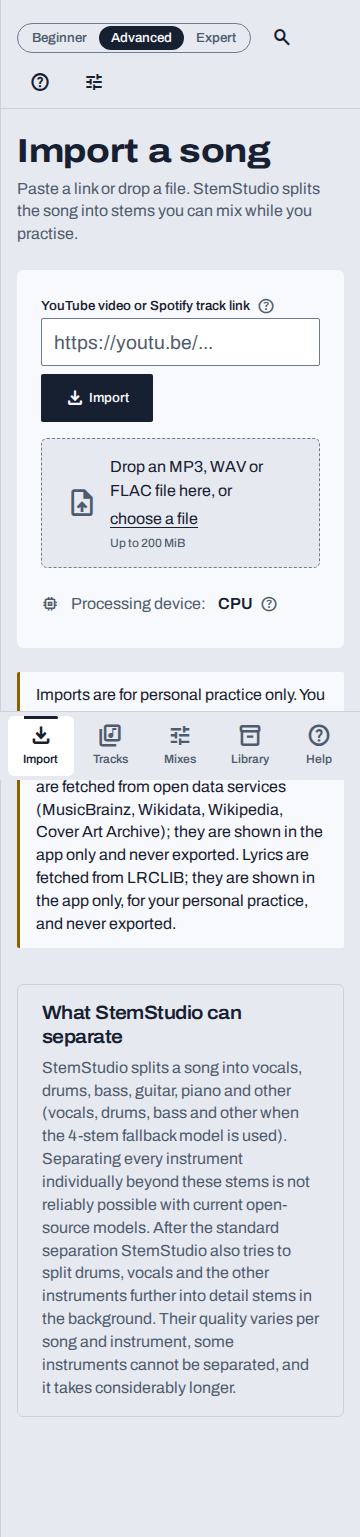 Beginner Advanced Expert
Import a song
Paste a link or drop a file. StemStudio splits
the song into stems you can mix while you
practise.
YouTube video or Spotify track link
https://youtu.be/...
Import
Drop an MP3, WAV or
FLAC file here, or
choose a file
Up to 200 MiB
Processing device: CPU
Imports are for personal practice only. You
Import Tracks Mixes Library Help
are fetched from open data services
(MusicBrainz, Wikidata, Wikipedia,
Cover Art Archive); they are shown in the
app only and never exported. Lyrics are
fetched from LRCLIB; they are shown in
the app only, for your personal practice,
and never exported.
What StemStudio can
separate
StemStudio splits a song into vocals,
drums, bass, guitar, piano and other
(vocals, drums, bass and other when
the 4-stem fallback model is used).
Separating every instrument
individually beyond these stems is not
reliably possible with current open-
source models. After the standard
separation StemStudio also tries to
split drums, vocals and the other
instruments further into detail stems in
the background. Their quality varies per
song and instrument, some
instruments cannot be separated, and
it takes considerably longer.